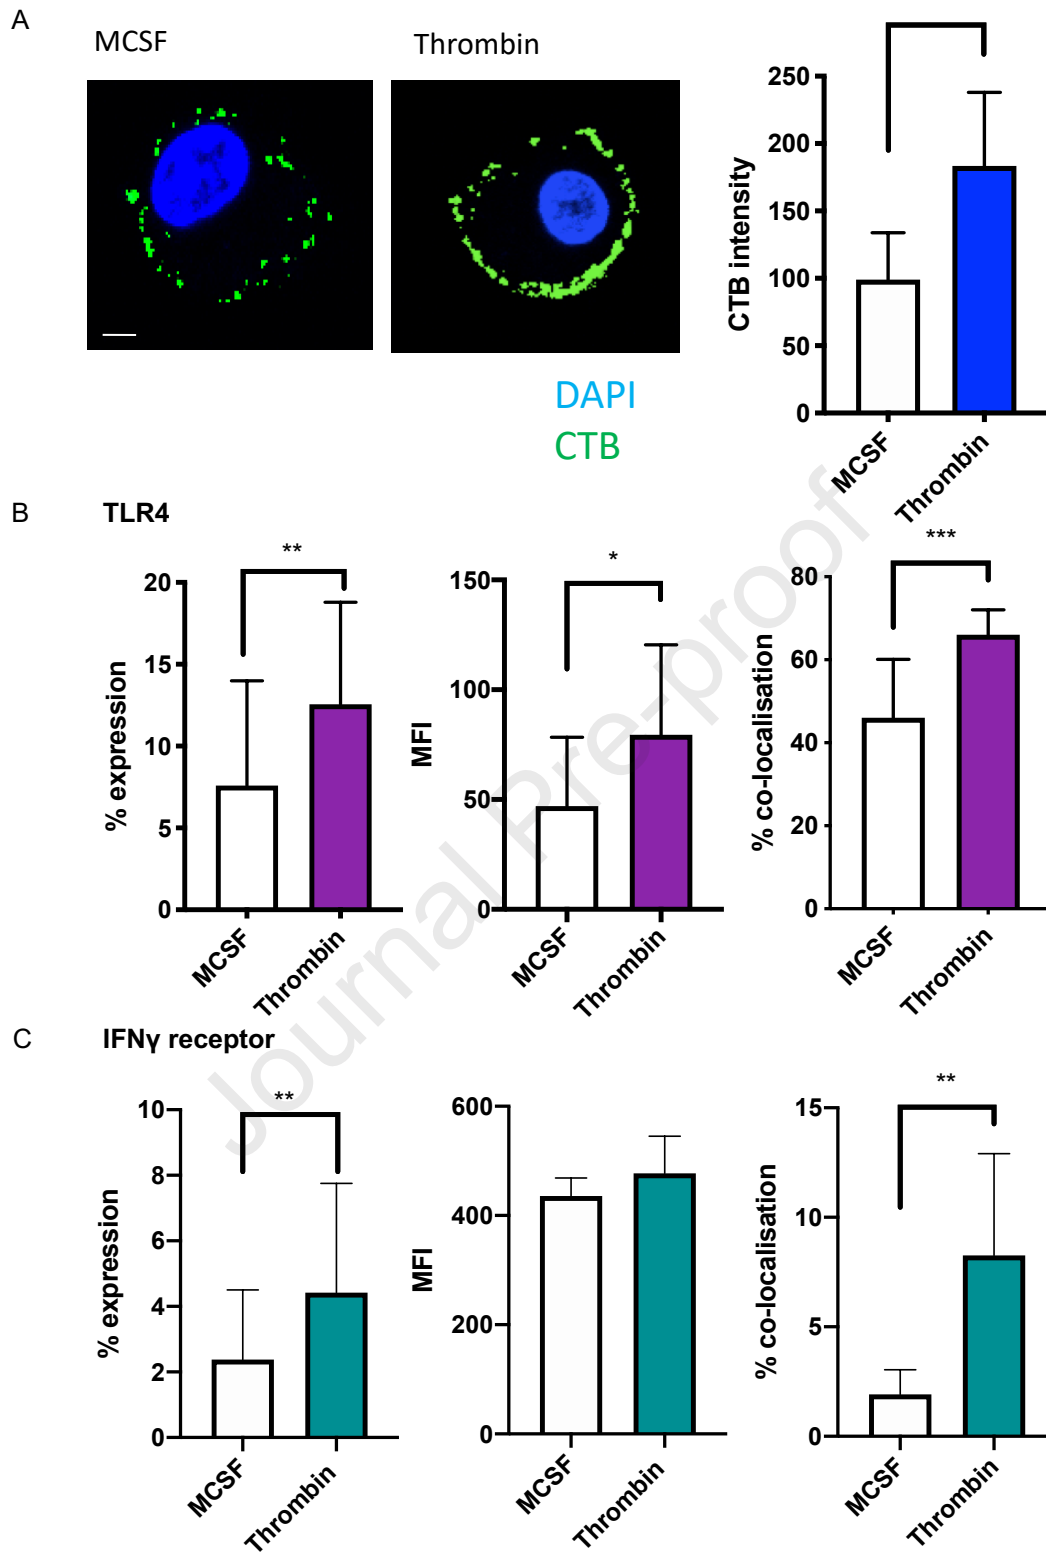 A
MCSF
Thrombin
DAPI
CTB
CTB intensity
250
200
150
100
50
0
MCSF
Thrombin
B
TLR4
**
% expression
20
15
10
5
0
MCSF
Thrombin
*
MFI
150
100
50
0
MCSF
Thrombin
***
% co-localisation
80
60
40
20
0
MCSF
Thrombin
C
IFNγ receptor
**
% expression
10
8
6
4
2
0
MCSF
Thrombin
MFI
600
400
200
0
MCSF
Thrombin
**
% co-localisation
15
10
5
0
MCSF
Thrombin
Journal Pre-proof